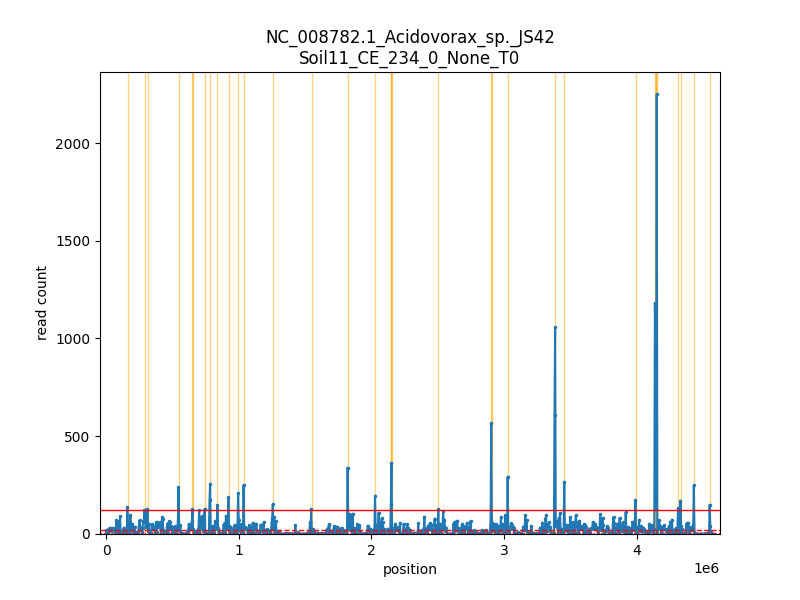 NC_008782.1_Acidovorax_sp._JS42
Soil11_CE_234_0_None_T0
2000
1500
1000
500
0
read count
0
1
2
3
4
1e6
position